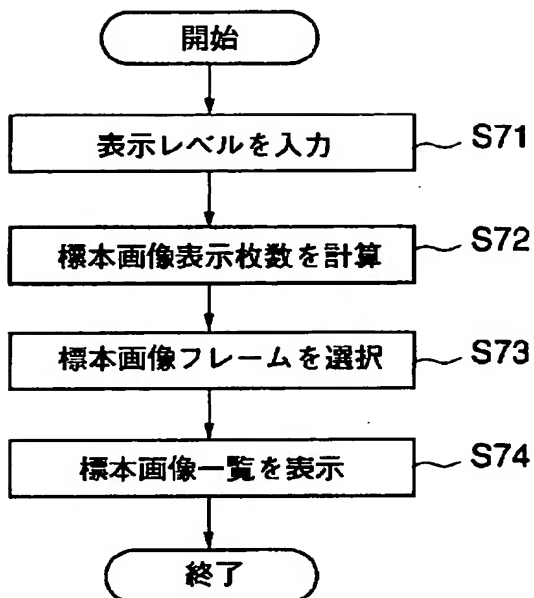 開始
表示レベルを入力 S71
標本画像表示枚数を計算 S72
標本画像フレームを選択 S73
標本画像一覧を表示 S74
終了